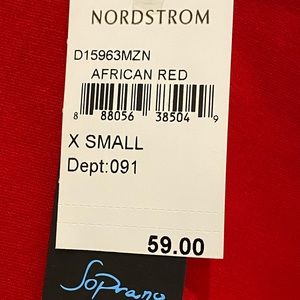 NORDSTROM
D15963MZN
AFRICAN RED
8 88056 38504 9
X SMALL
Dept:091
59.00
Soprano